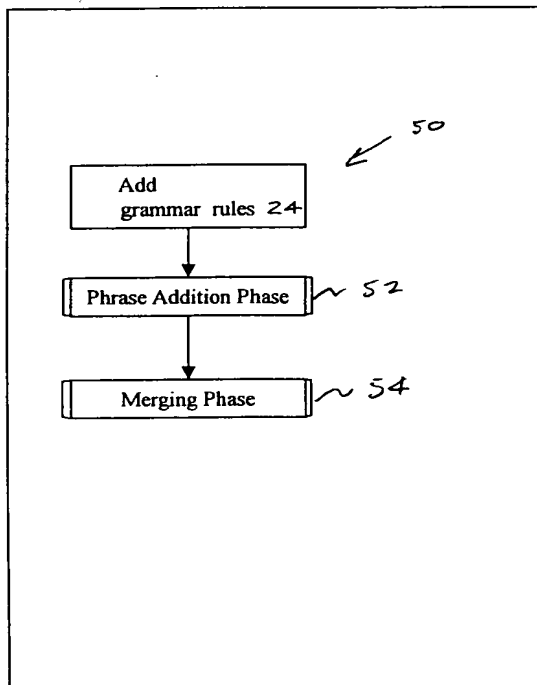 50
Add
grammar rules 24
Phrase Addition Phase 52
Merging Phase 54